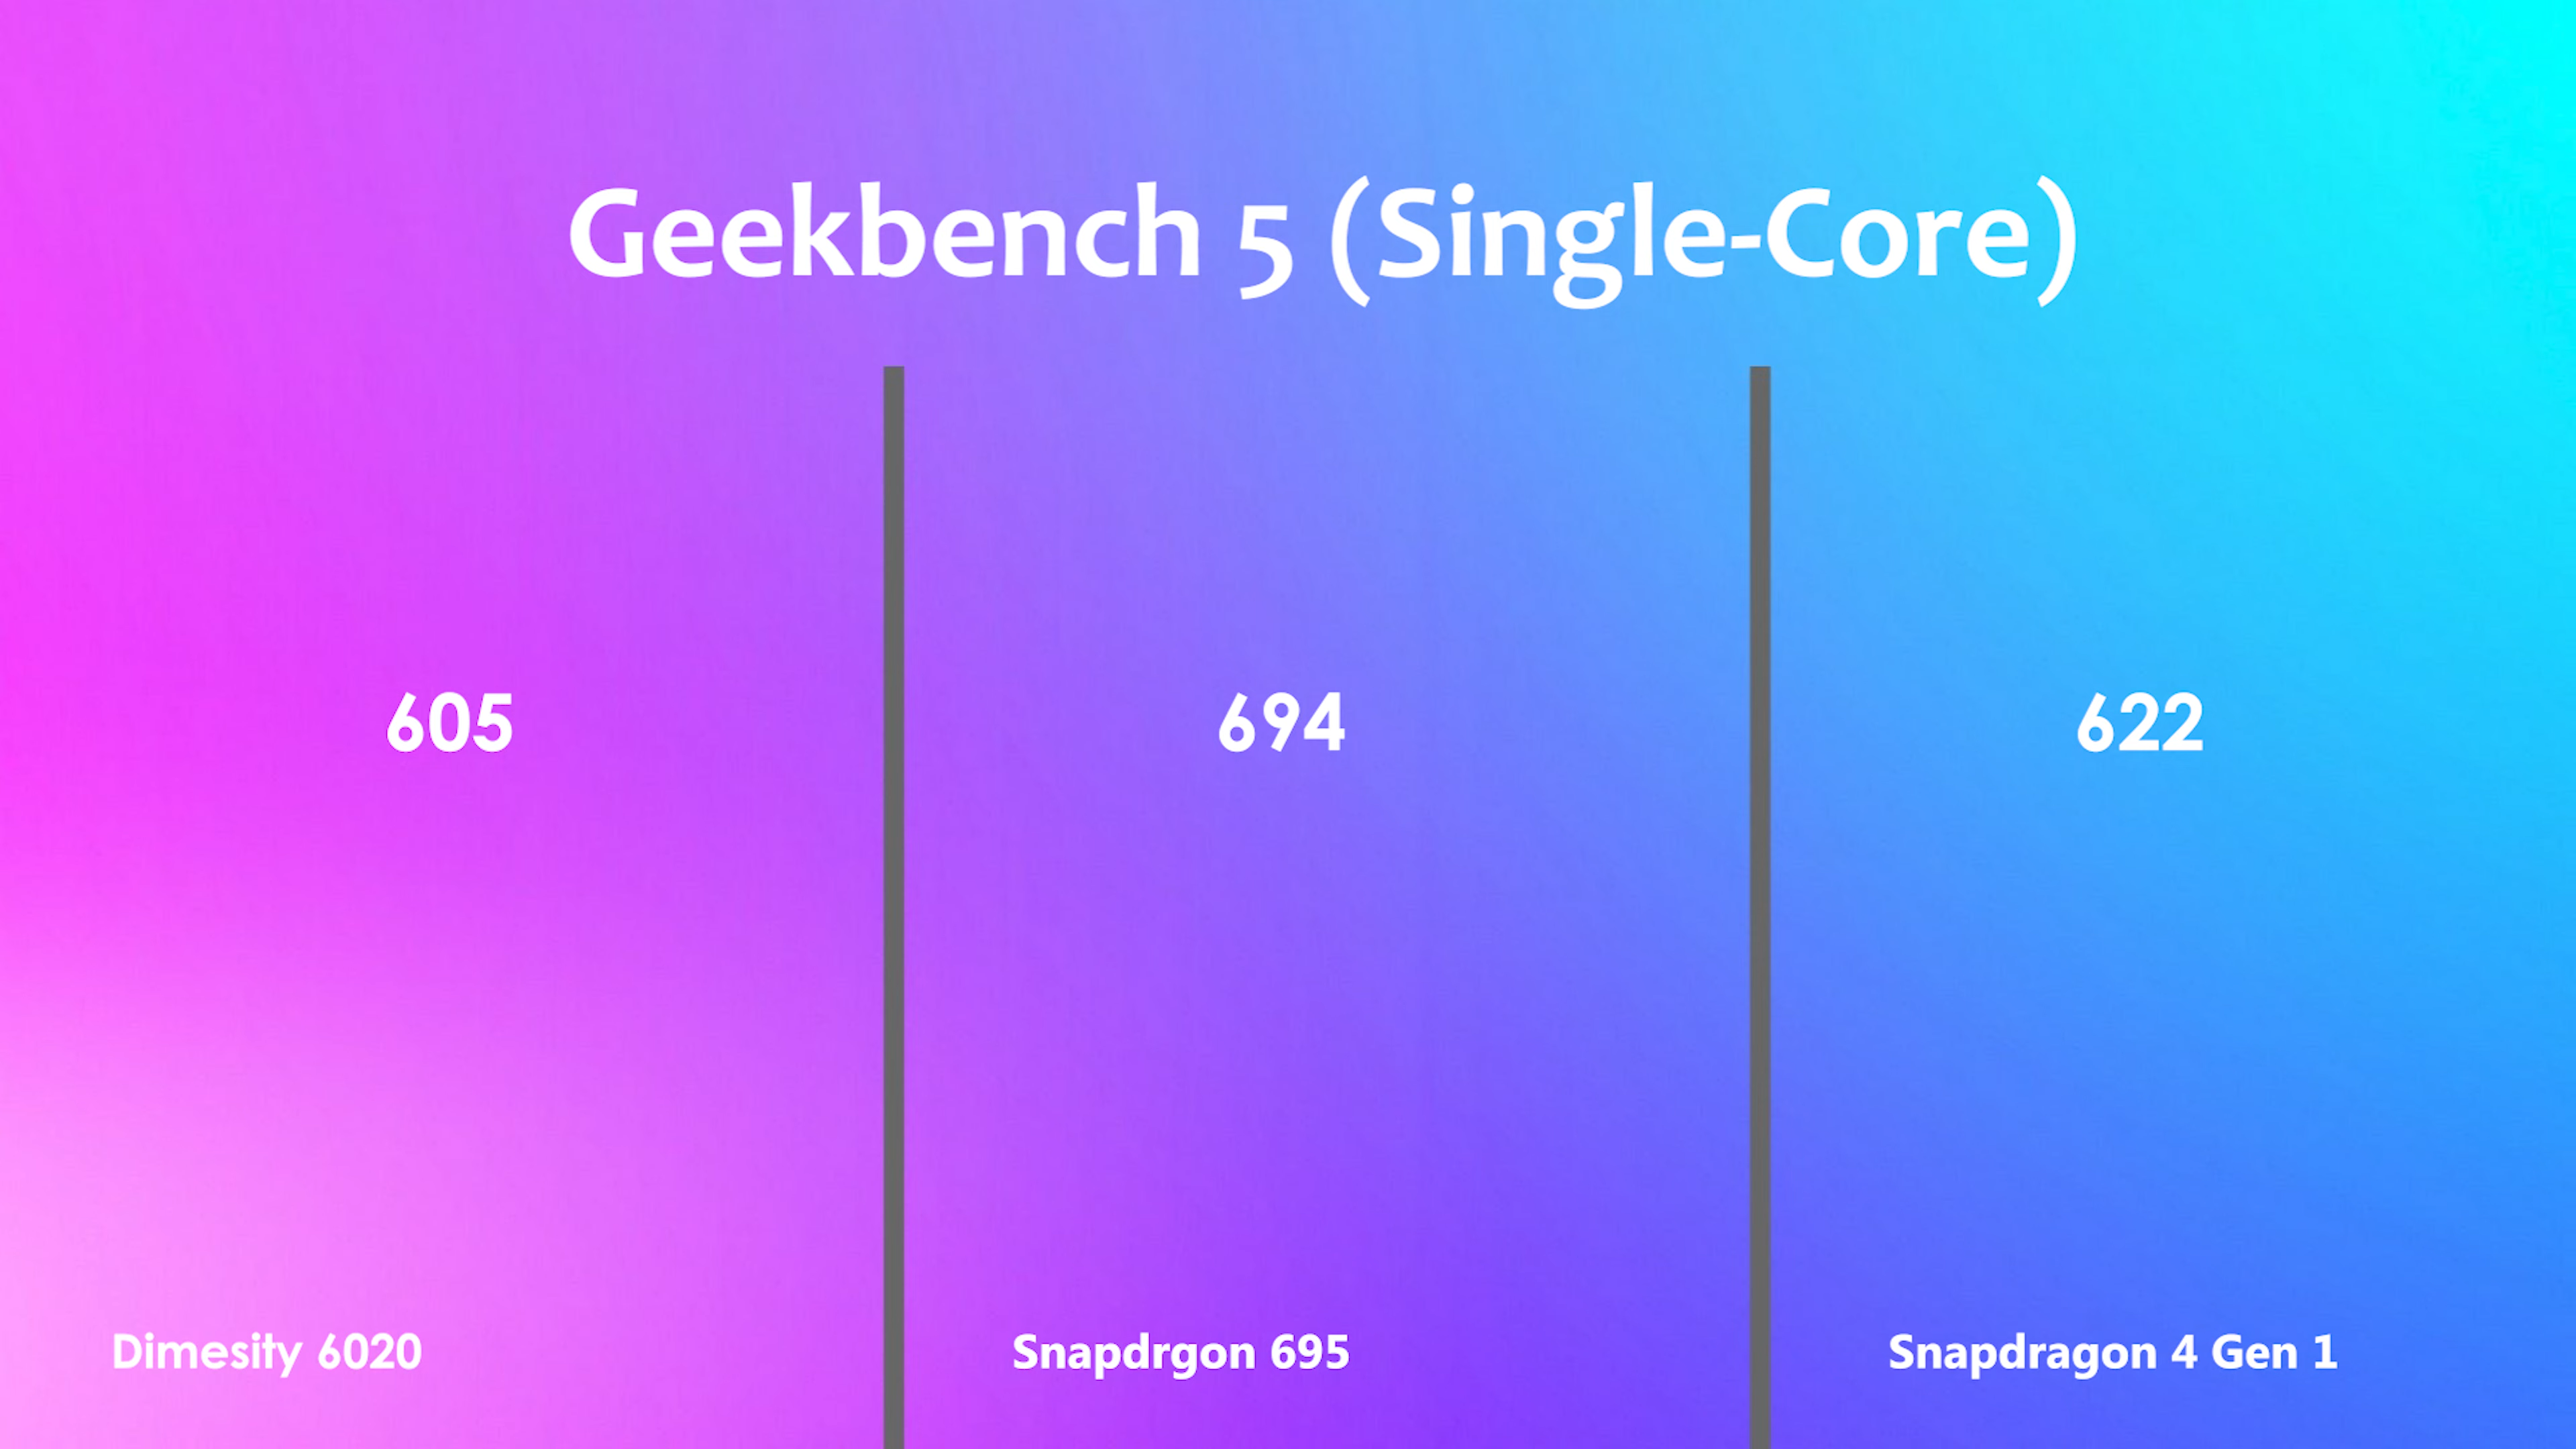 Geekbench 5 (Single-Core)
605
694
622
Dimesity 6020
Snapdrgon 695
Snapdragon 4 Gen 1